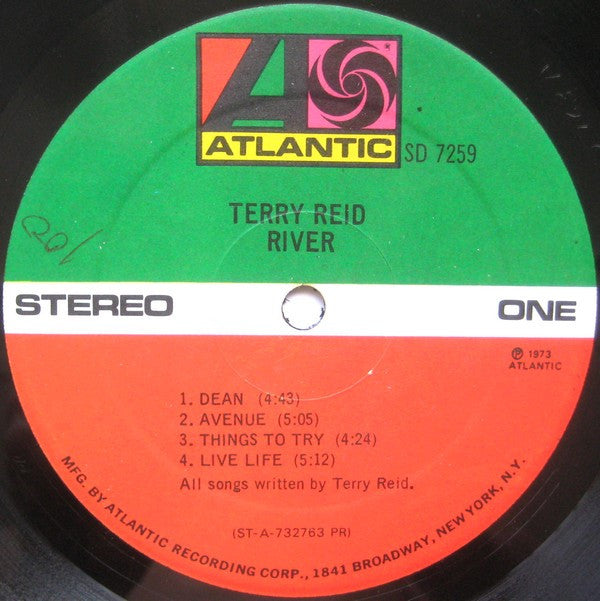 ATLANTIC
SD 7259
TERRY REID
RIVER
STEREO
ONE
℗ 1973
ATLANTIC
1. DEAN (4:43)
2. AVENUE (5:05)
3. THINGS TO TRY (4:24)
4. LIVE LIFE (5:12)
All songs written by Terry Reid.
(ST-A-732763 PR)
MFG. BY ATLANTIC RECORDING CORP., 1841 BROADWAY, NEW YORK, N.Y.